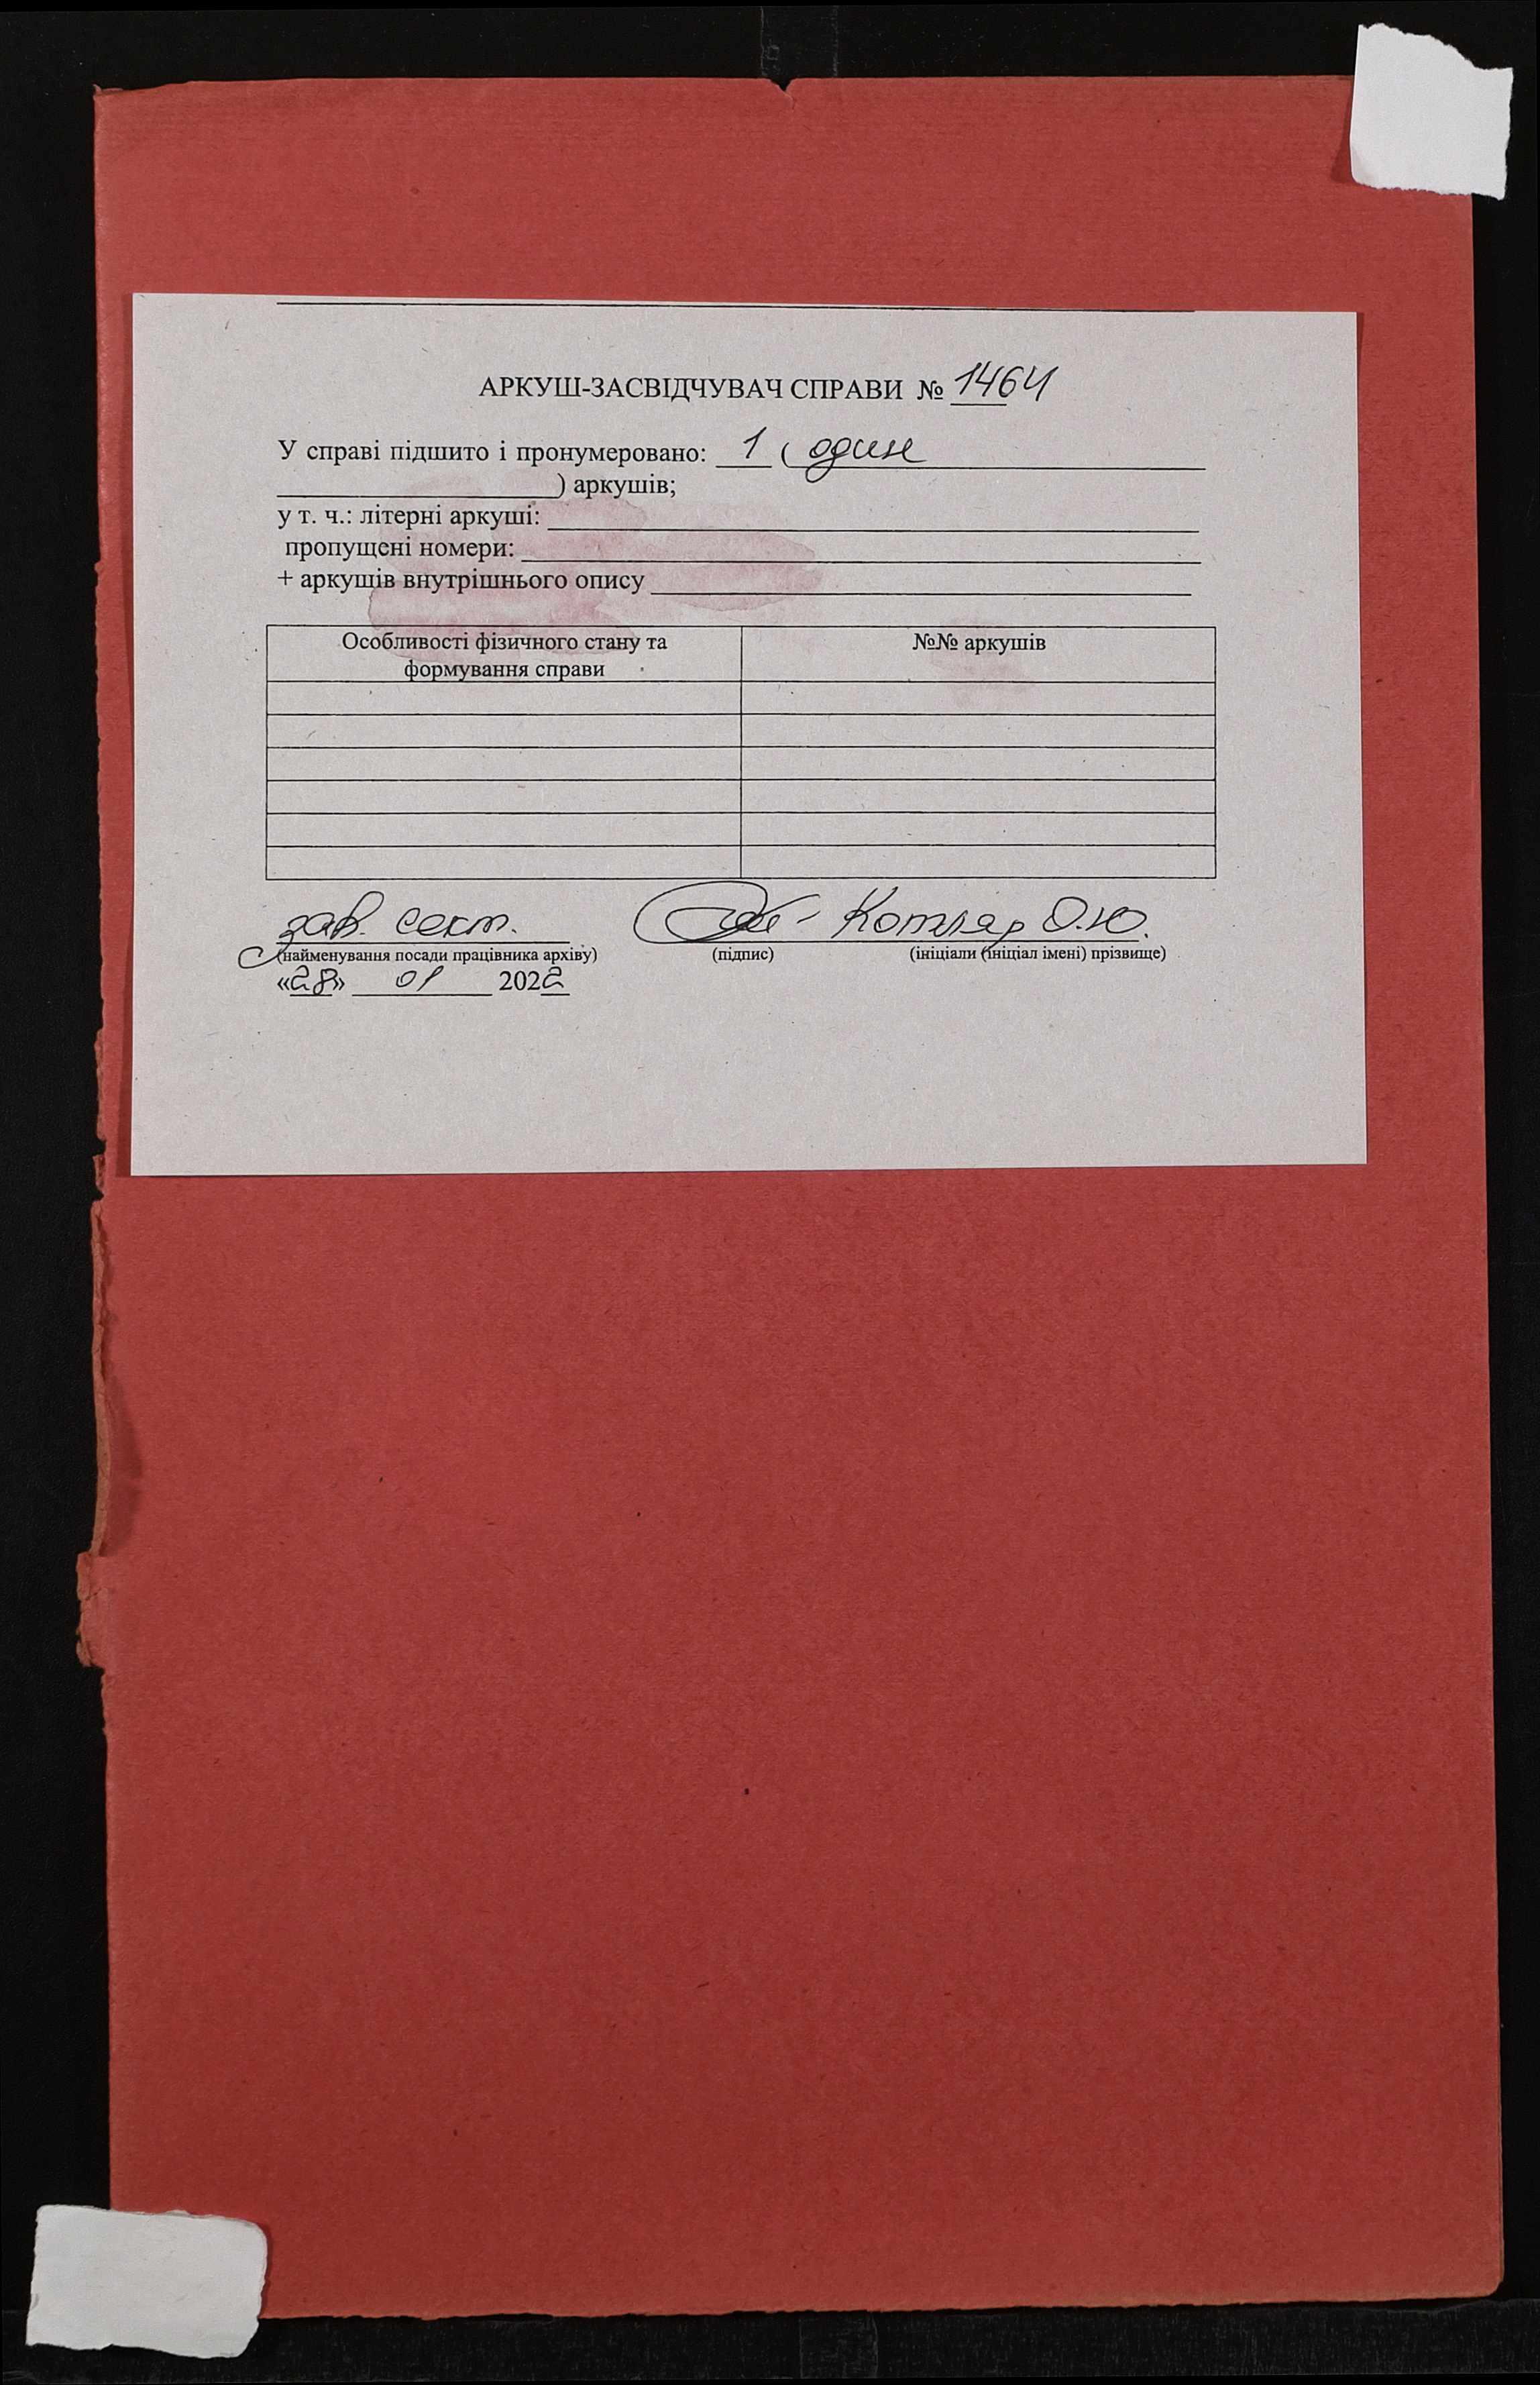 АРКУШ-ЗАСВІДЧУВАЧ СПРАВИ № 1464
У справі підшито і пронумеровано: 1 ( один
) аркушів;
у т. ч.: літерні аркуші:
пропущені номери:
+ аркушів внутрішнього опису
Особливості фізичного стану та формування справи
№№ аркушів
зав. сект. Котляр О.Ю.
(найменування посади працівника архіву) (підпис) (ініціали (ініціал імені) прізвище)
«28» 01 2022